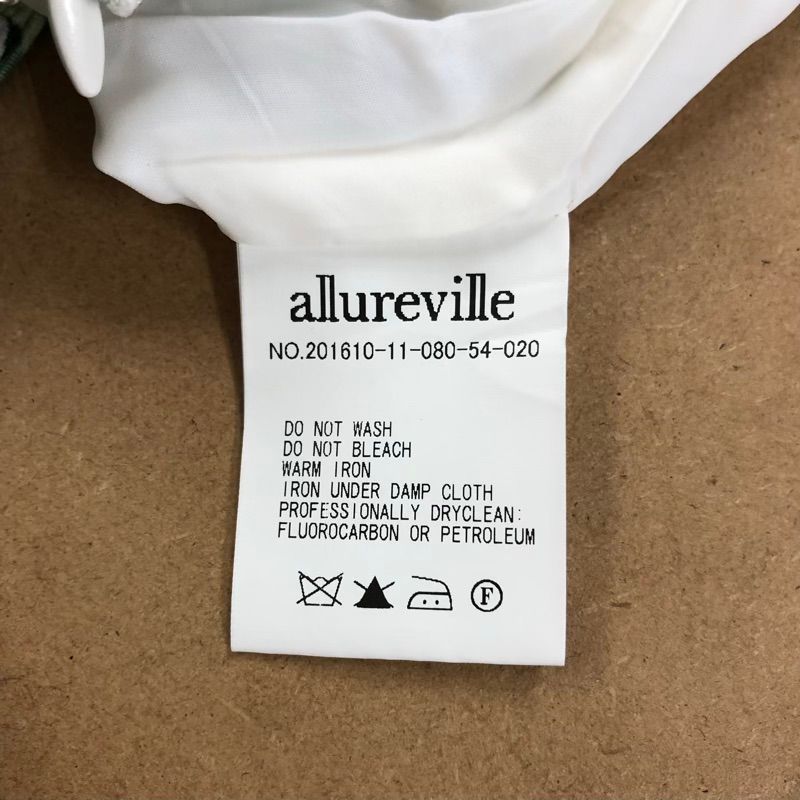 allureville
NO.201610-11-080-54-020
DO NOT WASH
DO NOT BLEACH
WARM IRON
IRON UNDER DAMP CLOTH
PROFESSIONALLY DRYCLEAN:
FLUOROCARBON OR PETROLEUM
F